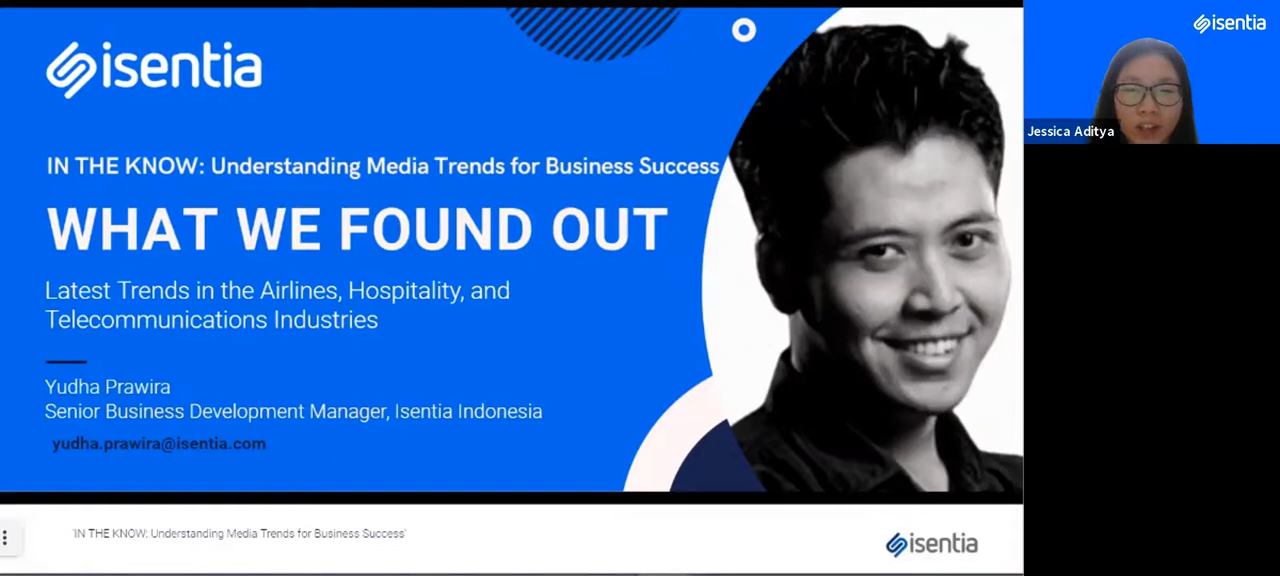 isentia
IN THE KNOW: Understanding Media Trends for Business Success
WHAT WE FOUND OUT
Latest Trends in the Airlines, Hospitality, and
Telecommunications Industries
Yudha Prawira
Senior Business Development Manager, Isentia Indonesia
yudha.prawira@isentia.com
'IN THE KNOW: Understanding Media Trends for Business Success'
isentia
isentia
Jessica Aditya